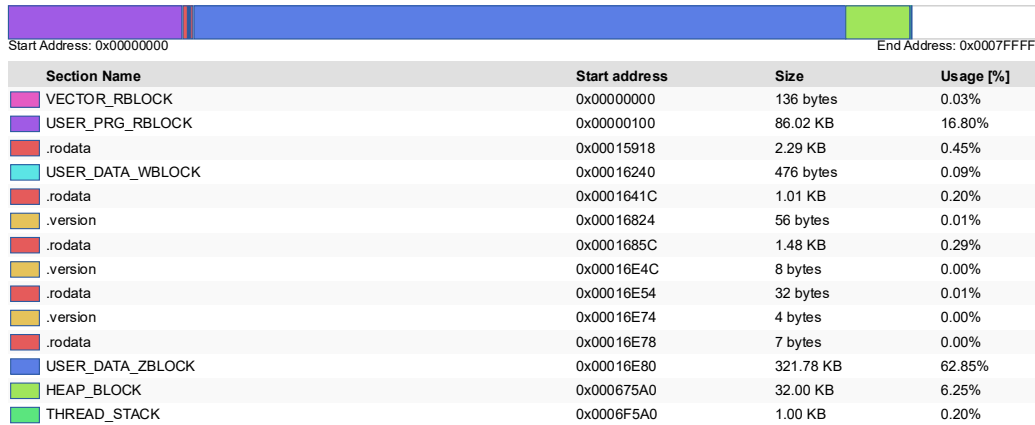 Start Address: 0x00000000 End Address: 0x0007FFFF
Section Name Start address Size Usage [%]
VECTOR_RBLOCK 0x00000000 136 bytes 0.03%
USER_PRG_RBLOCK 0x00000100 86.02 KB 16.80%
.rodata 0x00015918 2.29 KB 0.45%
USER_DATA_WBLOCK 0x00016240 476 bytes 0.09%
.rodata 0x0001641C 1.01 KB 0.20%
.version 0x00016824 56 bytes 0.01%
.rodata 0x0001685C 1.48 KB 0.29%
.version 0x00016E4C 8 bytes 0.00%
.rodata 0x00016E54 32 bytes 0.01%
.version 0x00016E74 4 bytes 0.00%
.rodata 0x00016E78 7 bytes 0.00%
USER_DATA_ZBLOCK 0x00016E80 321.78 KB 62.85%
HEAP_BLOCK 0x000675A0 32.00 KB 6.25%
THREAD_STACK 0x0006F5A0 1.00 KB 0.20%